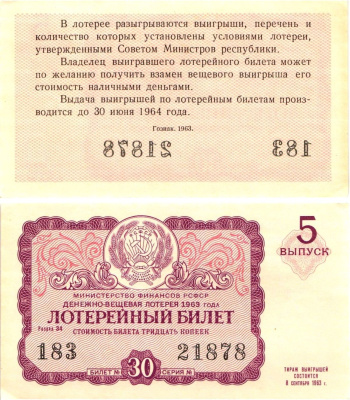 В лотерее разыгрываются выигрыши, перечень и
количество которых установлены условиями лотереи,
утвержденными Советом Министров республики.
Владелец выигравшего лотерейного билета может
по желанию получить взамен вещевого выигрыша его
стоимость наличными деньгами.
Выдача выигрышей по лотерейным билетам произ-
водится до 30 июня 1964 года.
Гознак. 1963.
21878 183
5
ВЫПУСК
МИНИСТЕРСТВО ФИНАНСОВ РСФСР
ДЕНЕЖНО-ВЕЩЕВАЯ ЛОТЕРЕЯ 1963 ГОДА
ЛОТЕРЕЙНЫЙ БИЛЕТ
Разряд 34
СТОИМОСТЬ БИЛЕТА ТРИДЦАТЬ КОПЕЕК
183 21878
БИЛЕТ № 30 СЕРИЯ №
ТИРАЖ ВЫИГРЫШЕЙ
СОСТОИТСЯ
8 СЕНТЯБРЯ 1963 г.